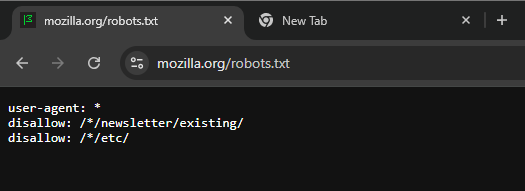 mozilla.org/robots.txt
New Tab
mozilla.org/robots.txt
user-agent: *
disallow: /*/newsletter/existing/
disallow: /*/etc/